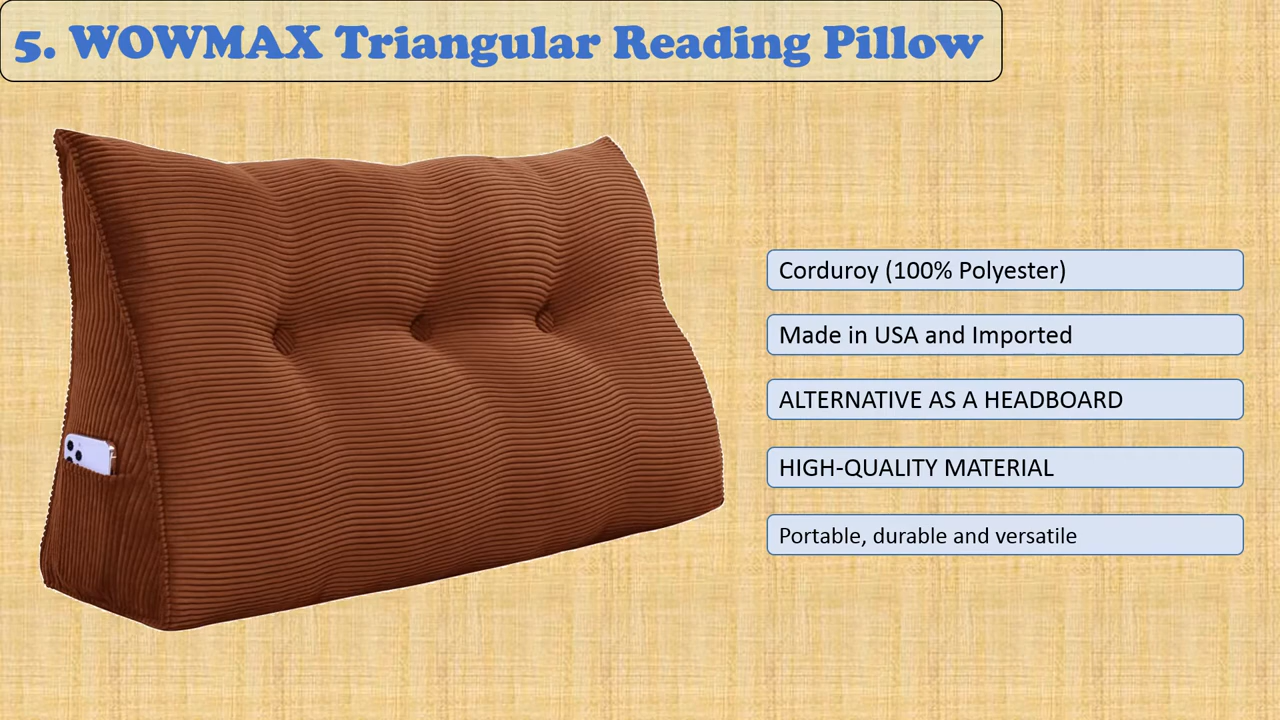 5. WOWMAX Triangular Reading Pillow
Corduroy (100% Polyester)
Made in USA and Imported
ALTERNATIVE AS A HEADBOARD
HIGH-QUALITY MATERIAL
Portable, durable and versatile